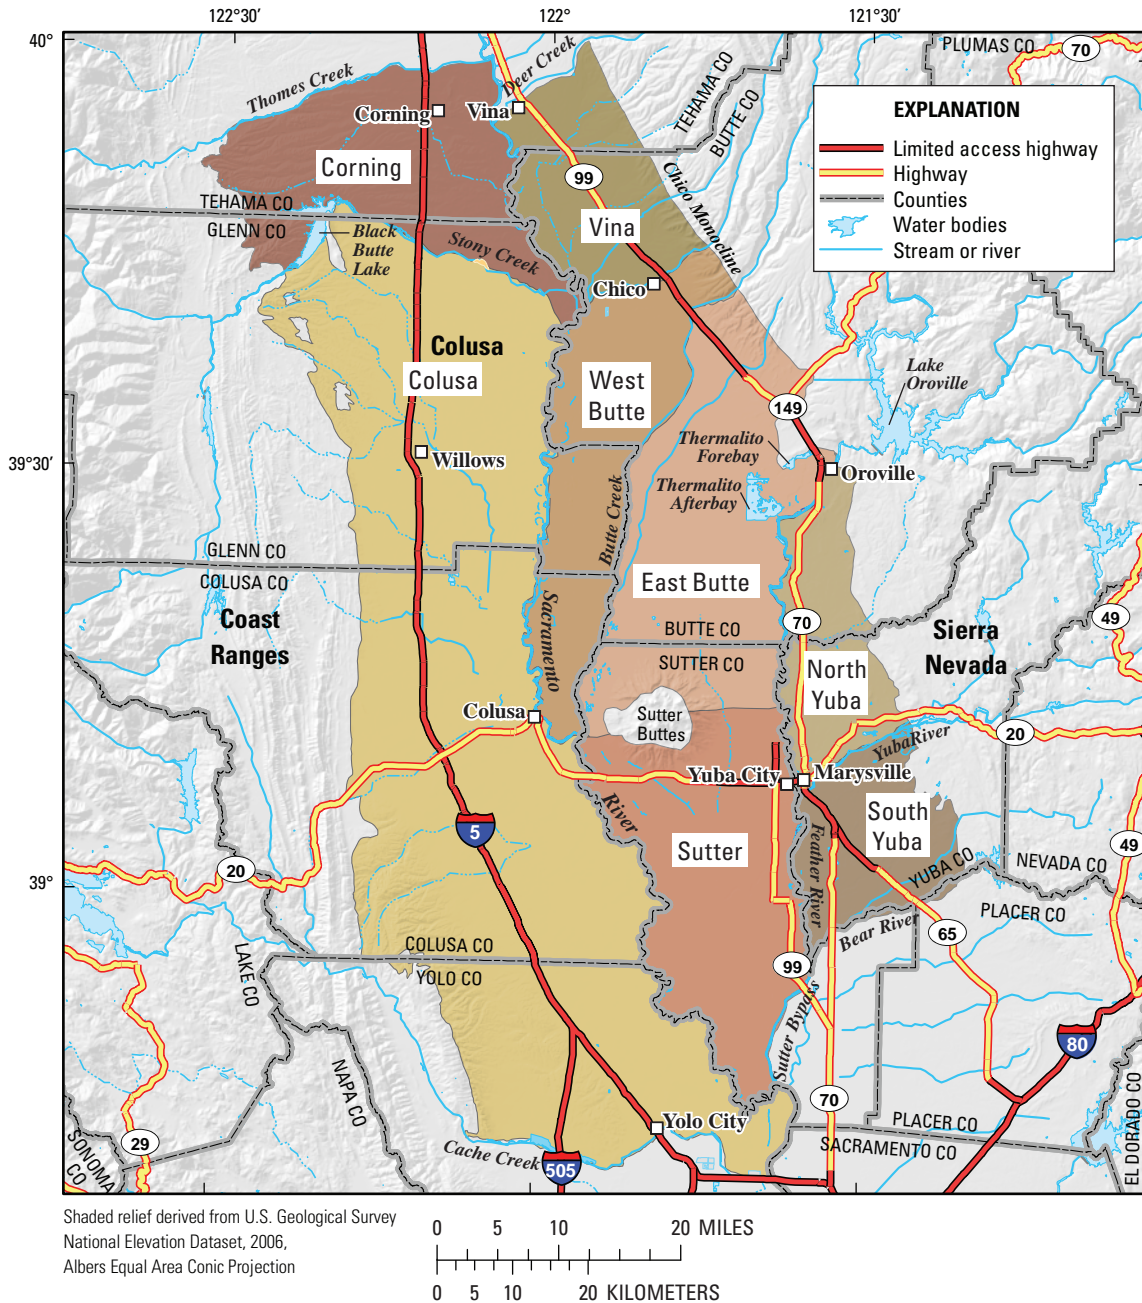 122°30'
122°
121°30'
40°
39°30'
39°
PLUMAS CO
70
Deer Creek
TEHAMA CO
BUTTE CO
Thomes Creek
Corning
Vina
Corning
99
Chico Monocline
Vina
TEHAMA CO
GLENN CO
Black
Butte
Lake
Stony Creek
Chico
EXPLANATION
Limited access highway
Highway
Counties
Water bodies
Stream or river
Colusa
Colusa
West
Butte
Lake
Oroville
149
Thermalito
Forebay
Willows
Oroville
Thermalito
Afterbay
Butte Creek
GLENN CO
COLUSA CO
East Butte
Sacramento
Coast
Ranges
70
BUTTE CO
SUTTER CO
49
Sierra
Nevada
North
Yuba
Colusa
Sutter
Buttes
20
YubaRiver
Yuba City
Marysville
River
South
Yuba
5
Sutter
Feather River
49
20
YUBA CO
NEVADA CO
PLACER CO
Bear River
65
COLUSA CO
YOLO CO
LAKE CO
99
Sutter Bypass
80
NAPA CO
70
Yolo City
PLACER CO
SACRAMENTO CO
EL DORADO CO
SONOMA
CO
29
Cache Creek
505
Shaded relief derived from U.S. Geological Survey
National Elevation Dataset, 2006,
Albers Equal Area Conic Projection
0 5 10 20 MILES
0 5 10 20 KILOMETERS